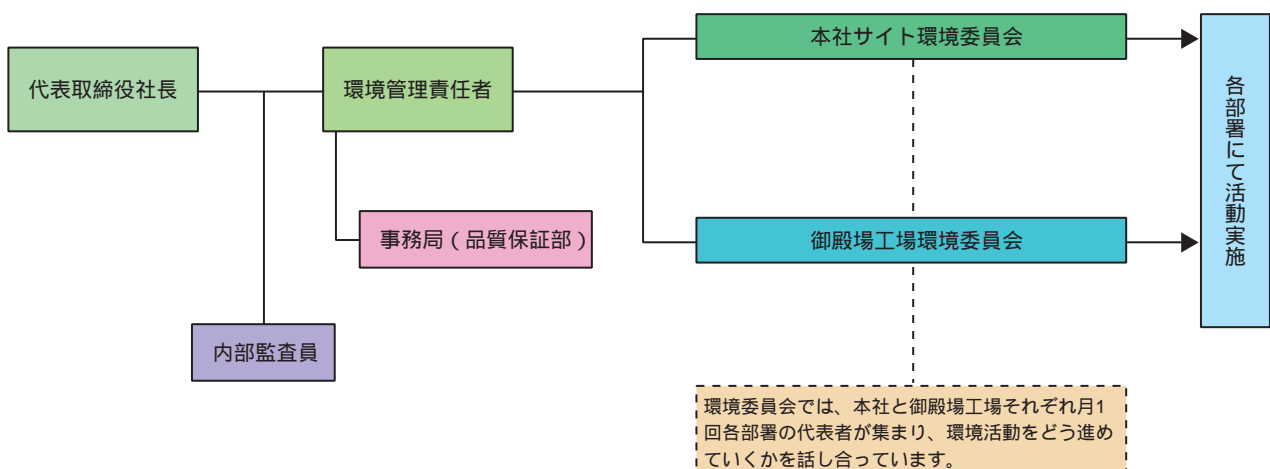 代表取締役社長
環境管理責任者
事務局(品質保証部)
内部監査員
本社サイト環境委員会
御殿場工場環境委員会
各部署にて活動実施
環境委員会では、本社と御殿場工場それぞれ月1
回各部署の代表者が集まり、環境活動をどう進め
ていくかを話し合っています。